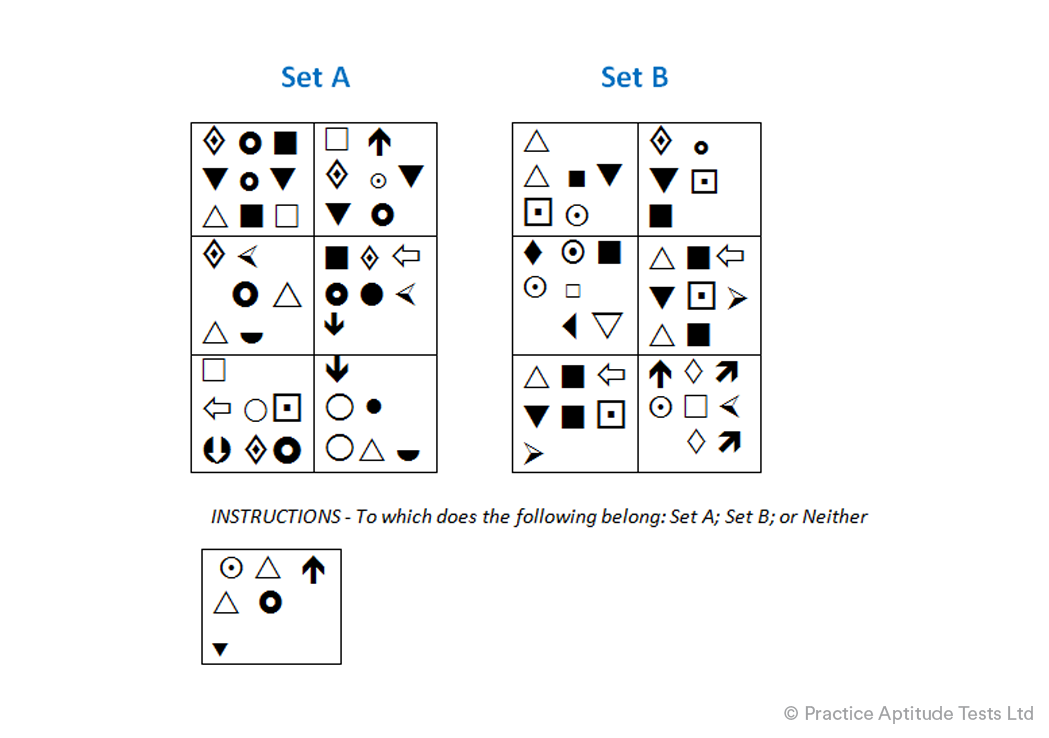 Set A
Set B
INSTRUCTIONS - To which does the following belong: Set A; Set B; or Neither
© Practice Aptitude Tests Ltd